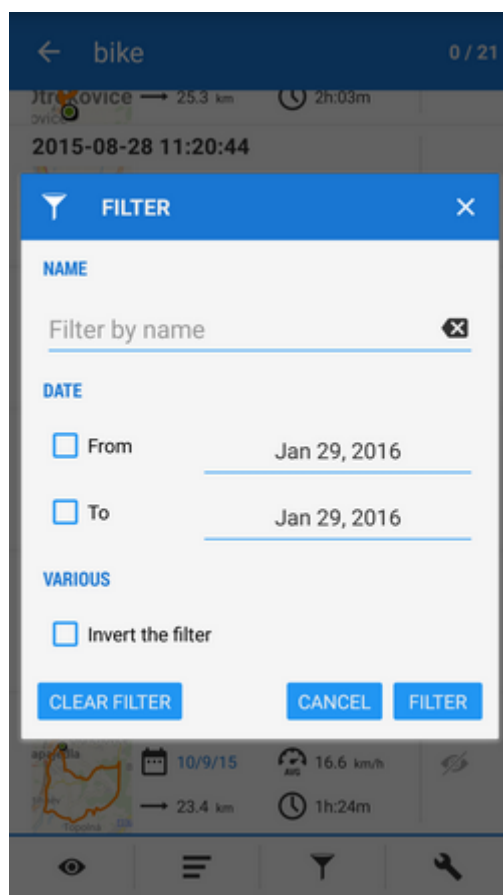 bike
0 / 21
Otrokovice
25.3 km
2h:03m
2015-08-28 11:20:44
FILTER
NAME
Filter by name
DATE
From
Jan 29, 2016
To
Jan 29, 2016
VARIOUS
Invert the filter
CLEAR FILTER
CANCEL
FILTER
10/9/15
AVG
16.6 km/h
23.4 km
1h:24m
Topolná